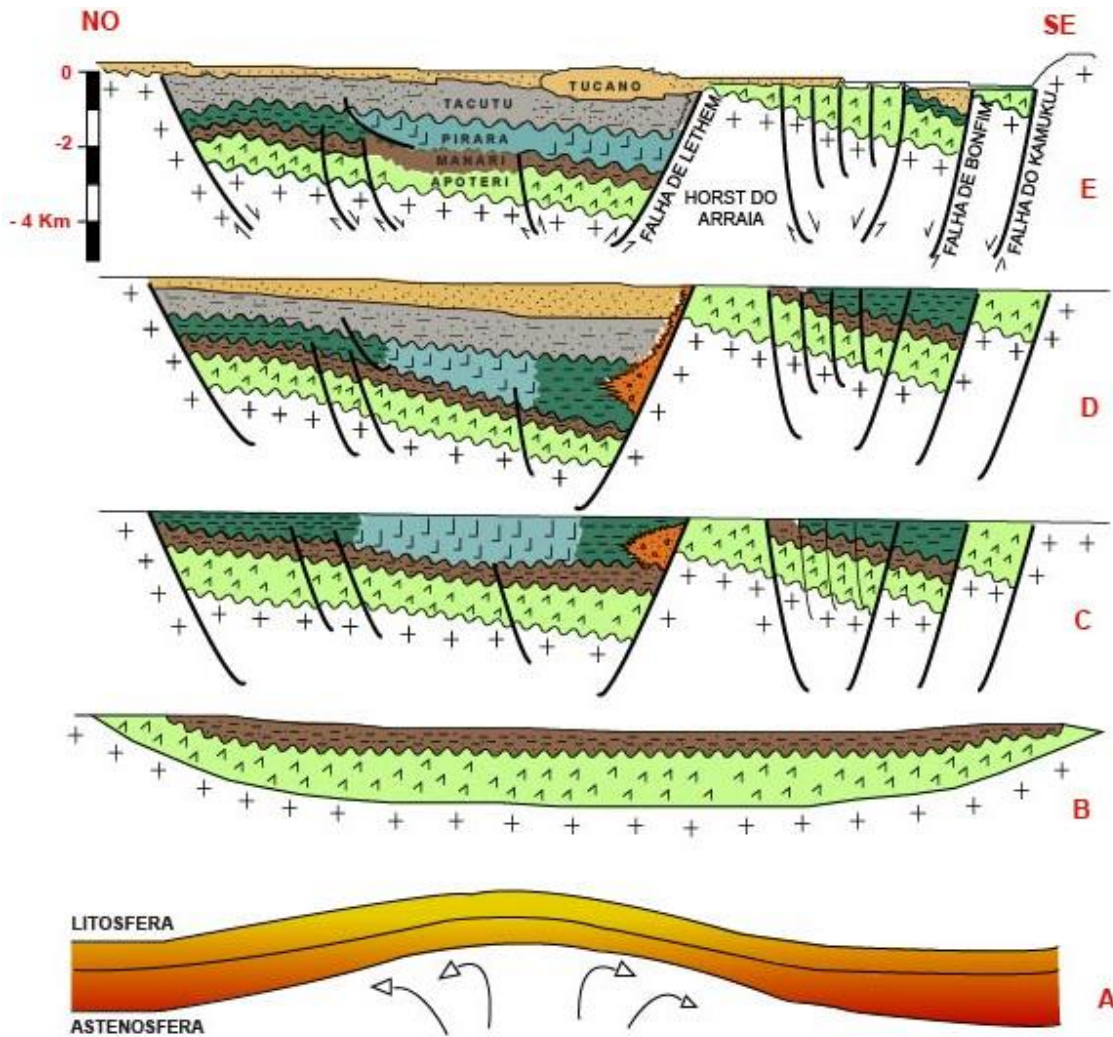 NO
SE
0
-2
- 4 Km
TUCANO
TACUTU
PIRARA
MANARI
APOTERI
FALHA DE LETHEM
HORST DO
ARRAIA
FALHA DE BONFIM
FALHA DO KAMUKU
E
D
C
B
LITOSFERA
A
ASTENOSFERA